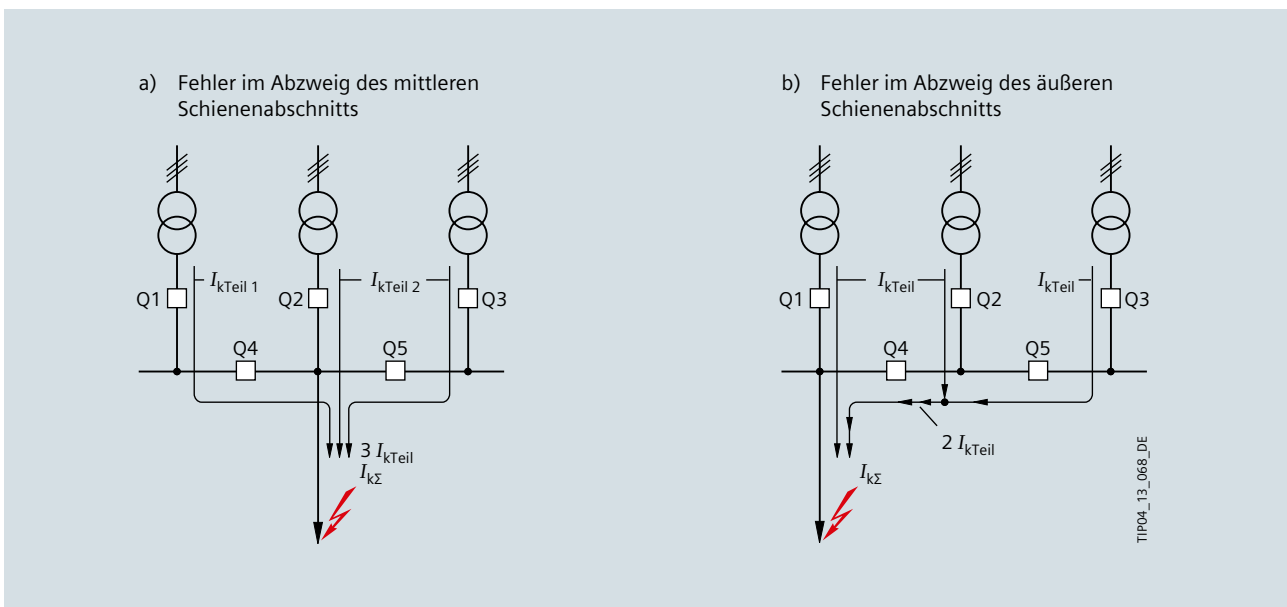 a) Fehler im Abzweig des mittleren
Schienenabschnitts
I_kTeil 1
I_kTeil 2
Q1
Q2
Q3
Q4
Q5
3 I_kTeil
I_kΣ
b) Fehler im Abzweig des äußeren
Schienenabschnitts
I_kTeil
I_kTeil
Q1
Q2
Q3
Q4
Q5
2 I_kTeil
I_kΣ
TIP04_13_068_DE